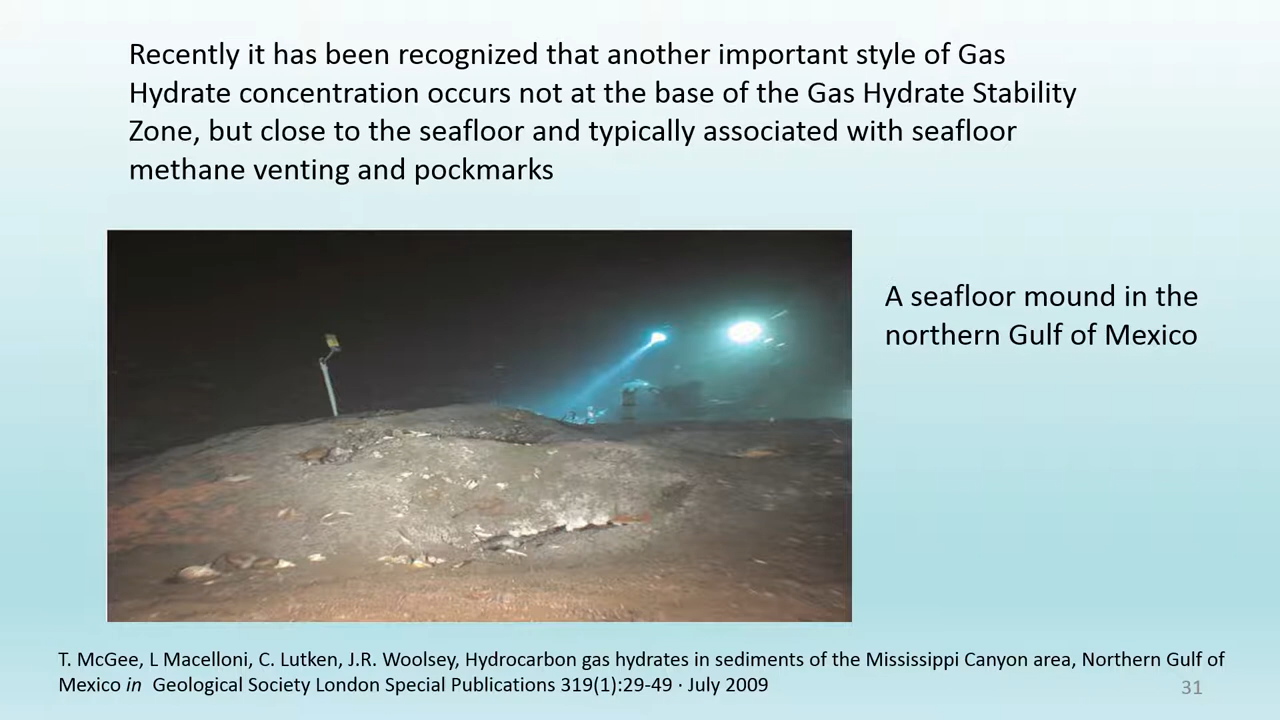 Recently it has been recognized that another important style of Gas
Hydrate concentration occurs not at the base of the Gas Hydrate Stability
Zone, but close to the seafloor and typically associated with seafloor
methane venting and pockmarks
A seafloor mound in the
northern Gulf of Mexico
T. McGee, L Macelloni, C. Lutken, J.R. Woolsey, Hydrocarbon gas hydrates in sediments of the Mississippi Canyon area, Northern Gulf of
Mexico in Geological Society London Special Publications 319(1):29-49 · July 2009
31